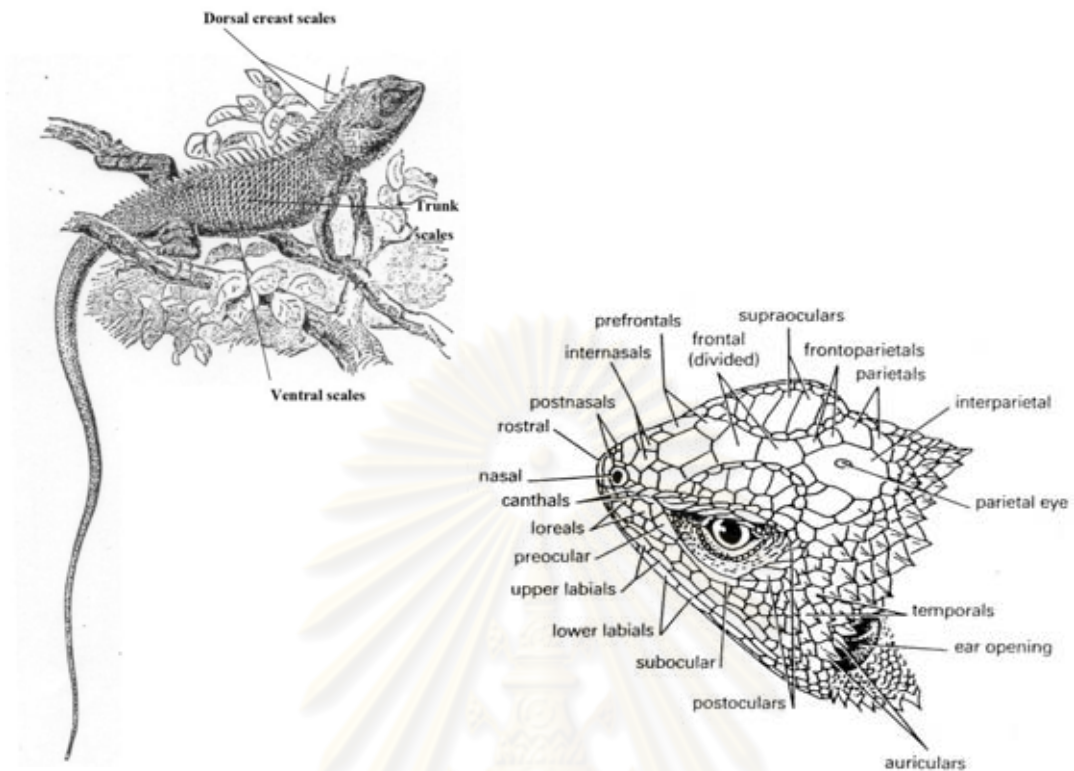 Dorsal creast scales
Trunk
scales
Ventral scales
prefrontals
supraoculars
internasals
frontal
(divided)
frontoparietals
parietals
postnasals
interparietal
rostral
nasal
canthals
parietal eye
loreals
preocular
upper labials
temporals
lower labials
ear opening
subocular
postoculars
auriculars